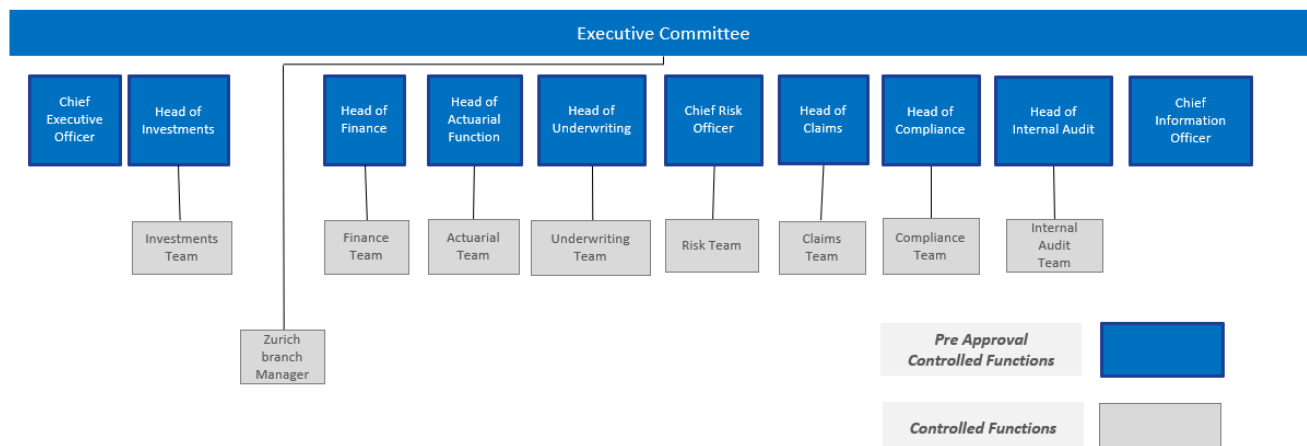 Executive Committee
Chief
Executive
Officer
Head of
Investments
Head of
Finance
Head of
Actuarial
Function
Head of
Underwriting
Chief Risk
Officer
Head of
Claims
Head of
Compliance
Head of
Internal Audit
Chief
Information
Officer
Investments
Team
Finance
Team
Actuarial
Team
Underwriting
Team
Risk Team
Claims
Team
Compliance
Team
Internal
Audit
Team
Zurich
branch
Manager
Pre Approval
Controlled Functions
Controlled Functions